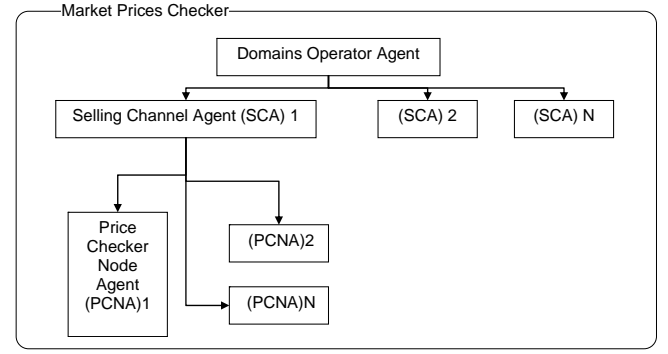 Market Prices Checker
Domains Operator Agent
Selling Channel Agent (SCA) 1
(SCA) 2
(SCA) N
Price
Checker
Node
Agent
(PCNA)1
(PCNA)2
(PCNA)N